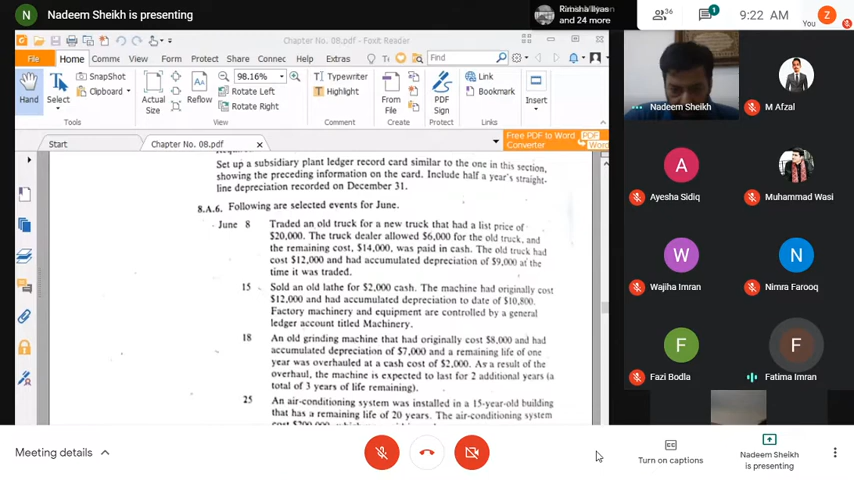 N Nadeem Sheikh is presenting
Rimsha Ilyas
and 24 more
36
1
9:22 AM
You
Z
Chapter No. 08.pdf - Foxit Reader
File Home Comme View Form Protect Share Connec Help Extras
Find
Hand
Select
SnapShot
Clipboard
Tools
Actual
Size
Reflow
98.16%
Rotate Left
Rotate Right
View
Typewriter
Highlight
Comment
From
File
Create
PDF
Sign
Protect
Link
Bookmark
Links
Insert
Start
Chapter No. 08.pdf
Free PDF to Word
Converter
PDF
Word
Set up a subsidiary plant ledger record card similar to the one in this section,
showing the preceding information on the card. Include half a year's straight-
line depreciation recorded on December 31.
8.A.6. Following are selected events for June.
June 8 Traded an old truck for a new truck that had a list price of
$20,000. The truck dealer allowed $6,000 for the old truck, and
the remaining cost, $14,000, was paid in cash. The old truck had
cost $12,000 and had accumulated depreciation of $9,000 at the
time it was traded.
15 Sold an old lathe for $2,000 cash. The machine had originally cost
$12,000 and had accumulated depreciation to date of $10,800.
Factory machinery and equipment are controlled by a general
ledger account titled Machinery.
18 An old grinding machine that had originally cost $8,000 and had
accumulated depreciation of $7,000 and a remaining life of one
year was overhauled at a cash cost of $2,000. As a result of the
overhaul, the machine is expected to last for 2 additional years (a
total of 3 years of life remaining).
25 An air-conditioning system was installed in a 15-year-old building
that has a remaining life of 20 years. The air-conditioning system
Nadeem Sheikh
M Afzal
A
Ayesha Sidiq
Muhammad Wasi
W
Wajiha Imran
N
Nimra Farooq
F
Fazi Bodla
F
Fatima Imran
Meeting details
Turn on captions
Nadeem Sheikh
is presenting